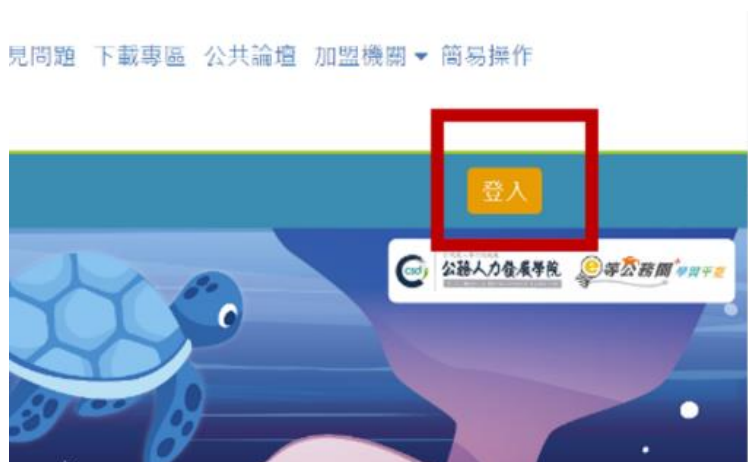 見問題 下載專區 公共論壇 加盟機關 簡易操作
登入
csdi 公務人力發展學院 e等公務園+學習平臺